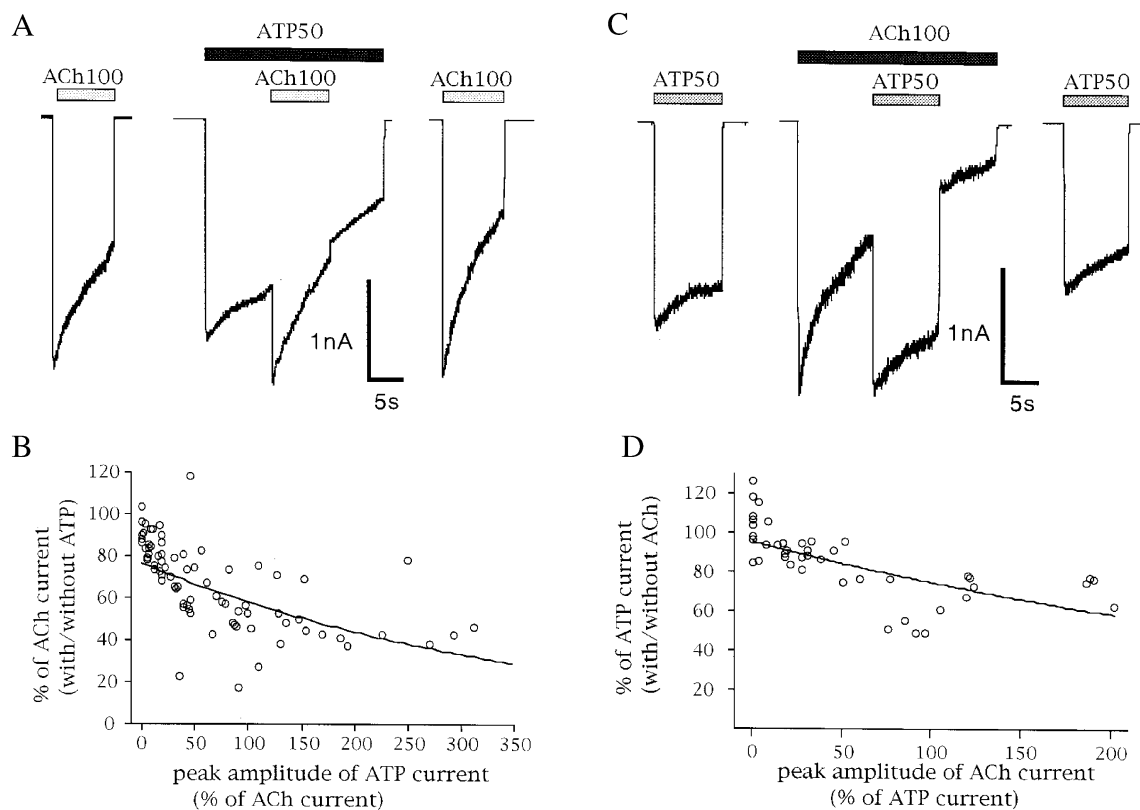 A
ATP50
ACh100
ACh100
ACh100
1nA
5s
C
ACh100
ATP50
ATP50
ATP50
1nA
5s
B
% of ACh current
(with/without ATP)
120
100
80
60
40
20
0
0 50 100 150 200 250 300 350
peak amplitude of ATP current
(% of ACh current)
D
% of ATP current
(with/without ACh)
120
100
80
60
40
20
0 50 100 150 200
peak amplitude of ACh current
(% of ATP current)